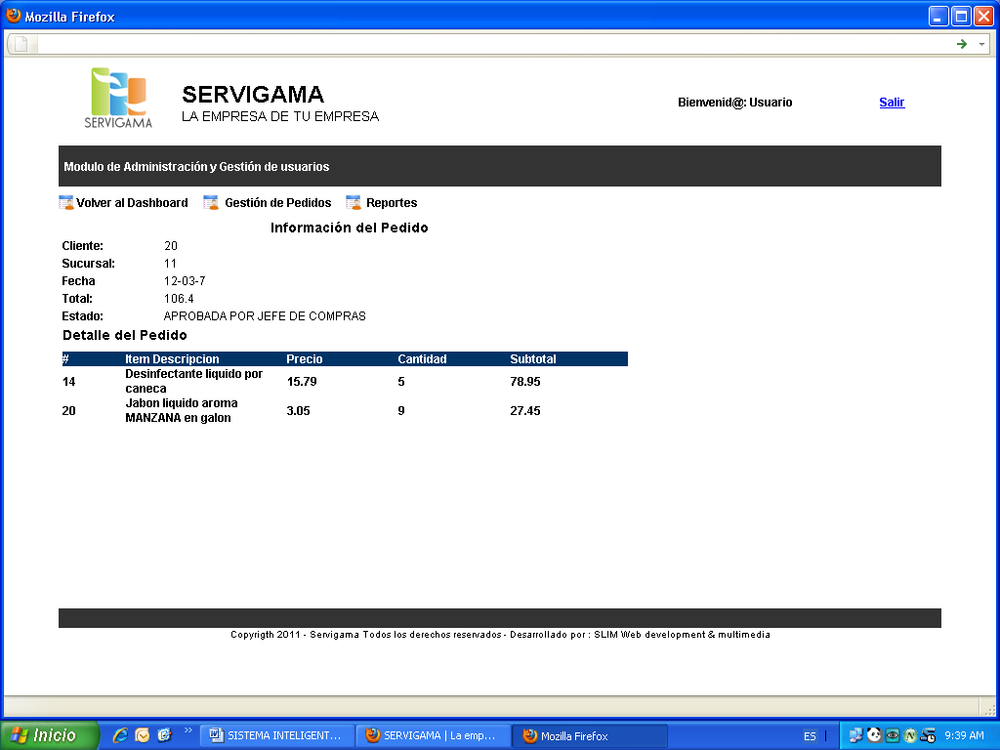 Mozilla Firefox
SERVIGAMA
SERVIGAMA
LA EMPRESA DE TU EMPRESA
Bienvenid@: Usuario
Salir
Modulo de Administración y Gestión de usuarios
Volver al Dashboard Gestión de Pedidos Reportes
Información del Pedido
Cliente: 20
Sucursal: 11
Fecha 12-03-7
Total: 106.4
Estado: APROBADA POR JEFE DE COMPRAS
Detalle del Pedido
# Item Descripcion Precio Cantidad Subtotal
14 Desinfectante liquido por caneca 15.79 5 78.95
20 Jabon liquido aroma MANZANA en galon 3.05 9 27.45
Copyrigth 2011 - Servigama Todos los derechos reservados - Desarrollado por : SLIM Web development & multimedia
Inicio
SISTEMA INTELIGENT...
SERVIGAMA | La emp...
Mozilla Firefox
ES
9:39 AM